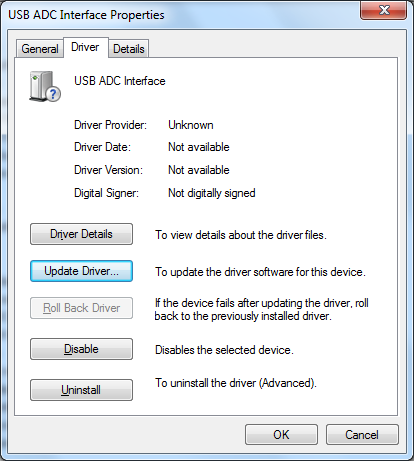 USB ADC Interface Properties
General Driver Details
USB ADC Interface
Driver Provider: Unknown
Driver Date: Not available
Driver Version: Not available
Digital Signer: Not digitally signed
Driver Details To view details about the driver files.
Update Driver... To update the driver software for this device.
Roll Back Driver If the device fails after updating the driver, roll
back to the previously installed driver.
Disable Disables the selected device.
Uninstall To uninstall the driver (Advanced).
OK Cancel